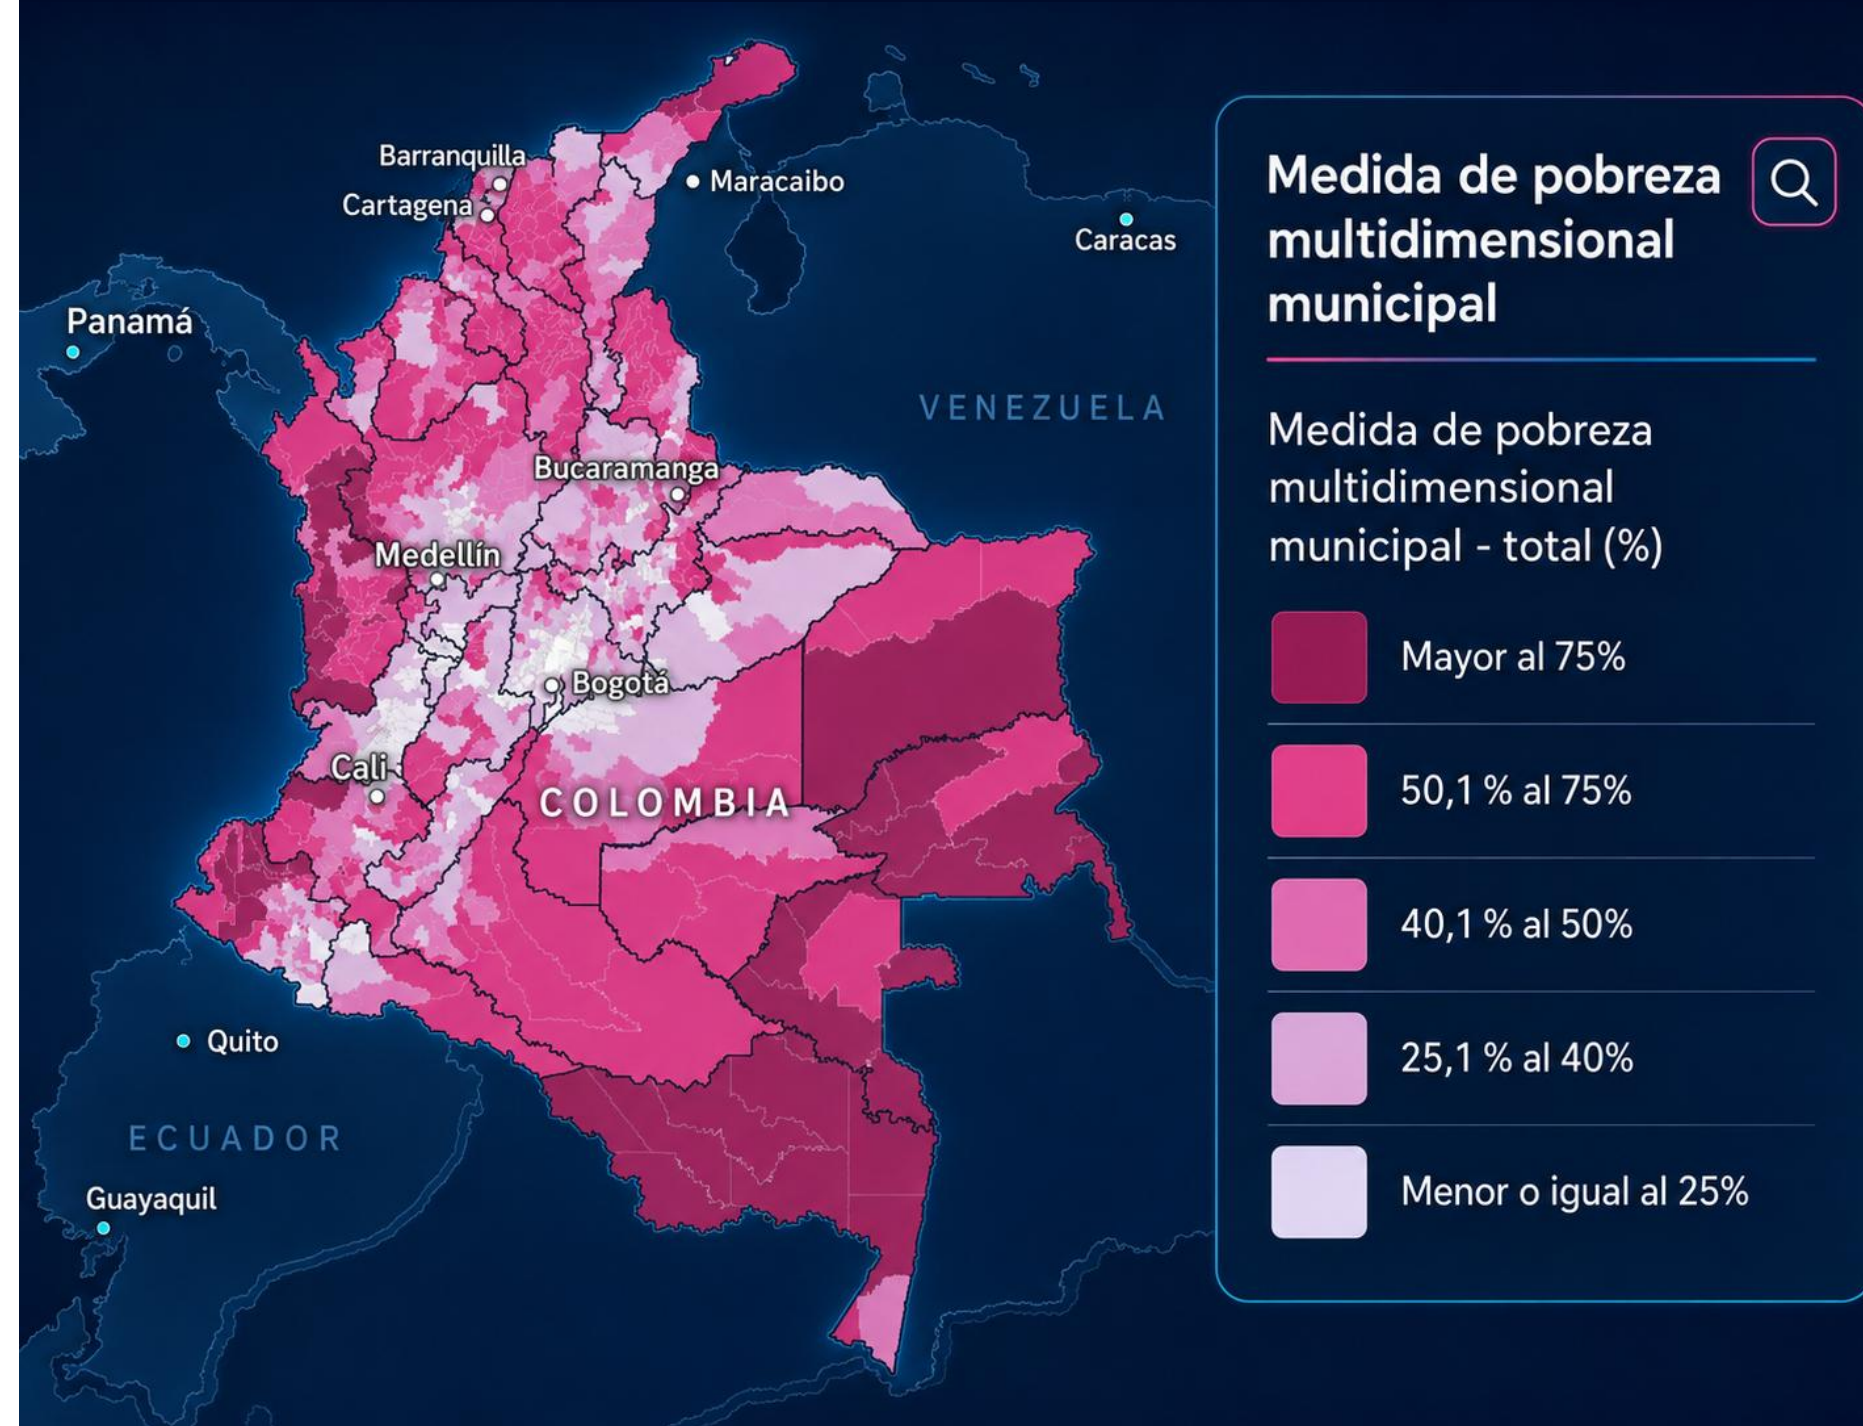 Barranquilla
Cartagena
Maracaibo
Caracas
Panamá
VENEZUELA
Bucaramanga
Medellín
Bogotá
Cali
COLOMBIA
Quito
ECUADOR
Guayaquil
Medida de pobreza
multidimensional
municipal
Medida de pobreza
multidimensional
municipal - total (%)
Mayor al 75%
50,1 % al 75%
40,1 % al 50%
25,1 % al 40%
Menor o igual al 25%